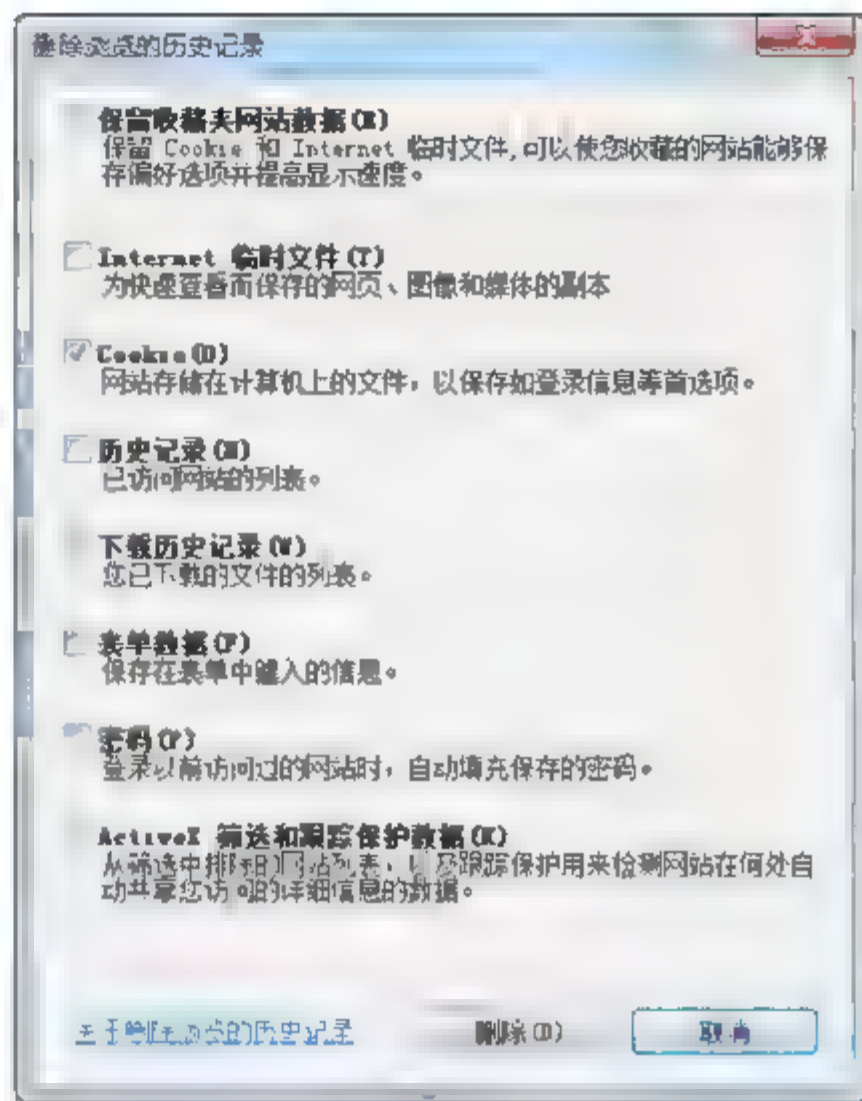 删除浏览的历史记录
保留收藏夹网站数据(R)
保留 Cookie 和 Internet 临时文件,可以使您收藏的网站能够保
存偏好选项并提高显示速度。
Internet 临时文件(T)
为快速查看而保存的网页、图像和媒体的副本
Cookie(O)
网站存储在计算机上的文件，以保存如登录信息等首选项。
历史记录(H)
已访问网站的列表。
下载历史记录(W)
您已下载的文件的列表。
表单数据(F)
保存在表单中键入的信息。
密码(P)
登录以前访问过的网站时，自动填充保存的密码。
ActiveX 筛选和跟踪保护数据(K)
从筛选中排除的网站列表，以及跟踪保护用来检测网站在何处自
动共享您访问的详细信息的数据。
关于删除浏览的历史记录
删除(D)
取消